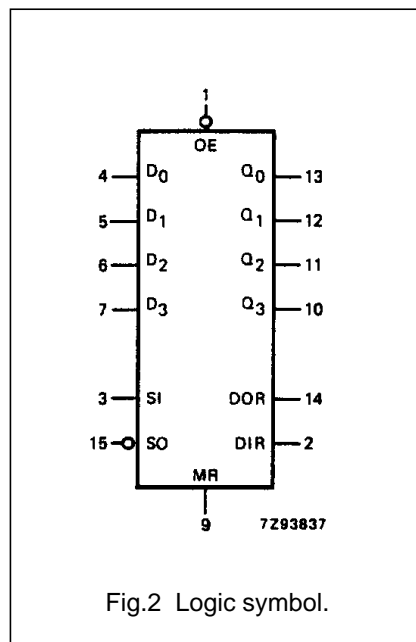 1
OE
4 D0 Q0 13
5 D1 Q1 12
6 D2 Q2 11
7 D3 Q3 10
3 SI DOR 14
15 SO DIR 2
MR
9 7Z93837
Fig.2 Logic symbol.